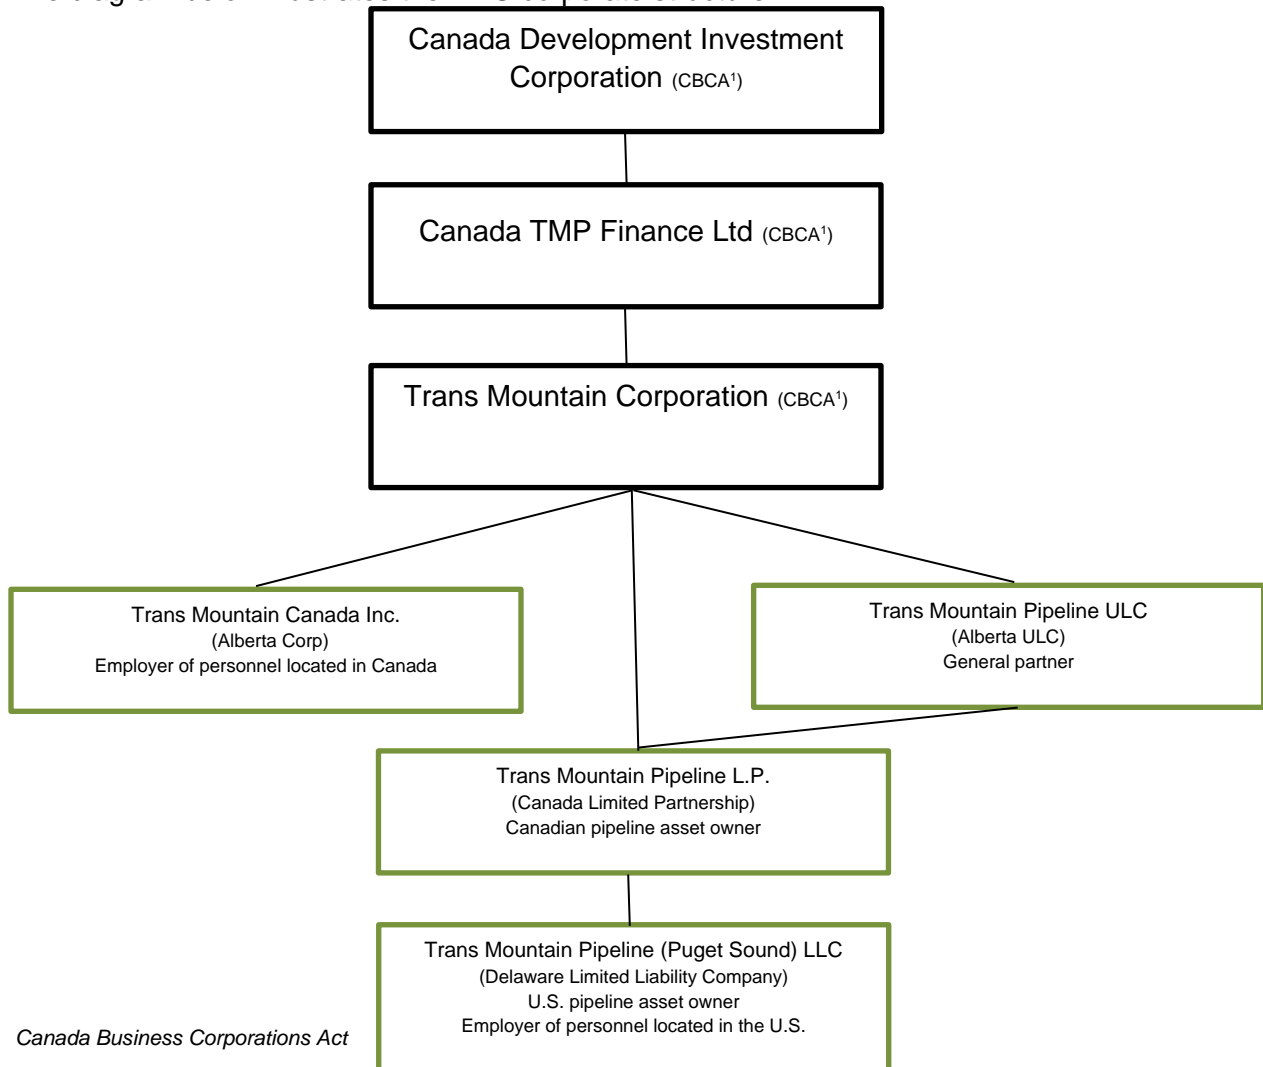 Canada Development Investment
Corporation (CBCA¹)
Canada TMP Finance Ltd (CBCA¹)
Trans Mountain Corporation (CBCA¹)
Trans Mountain Canada Inc.
(Alberta Corp)
Employer of personnel located in Canada
Trans Mountain Pipeline ULC
(Alberta ULC)
General partner
Trans Mountain Pipeline L.P.
(Canada Limited Partnership)
Canadian pipeline asset owner
Trans Mountain Pipeline (Puget Sound) LLC
(Delaware Limited Liability Company)
U.S. pipeline asset owner
Employer of personnel located in the U.S.
Canada Business Corporations Act